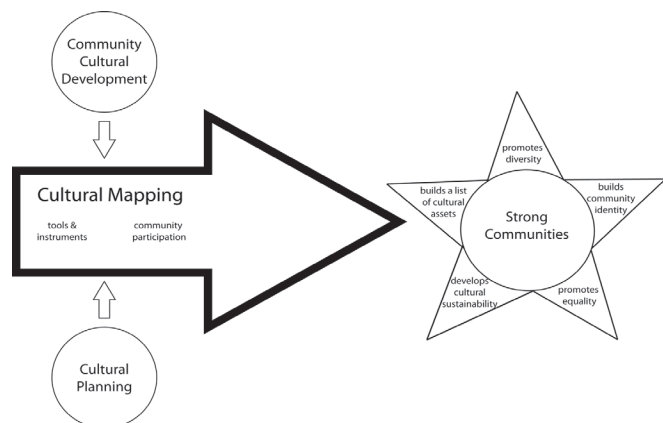 Community
Cultural
Development
Cultural Mapping
tools &
instruments
community
participation
Cultural
Planning
promotes
diversity
builds a list
of cultural
assets
builds
community
identity
Strong
Communities
develops
cultural
sustainability
promotes
equality